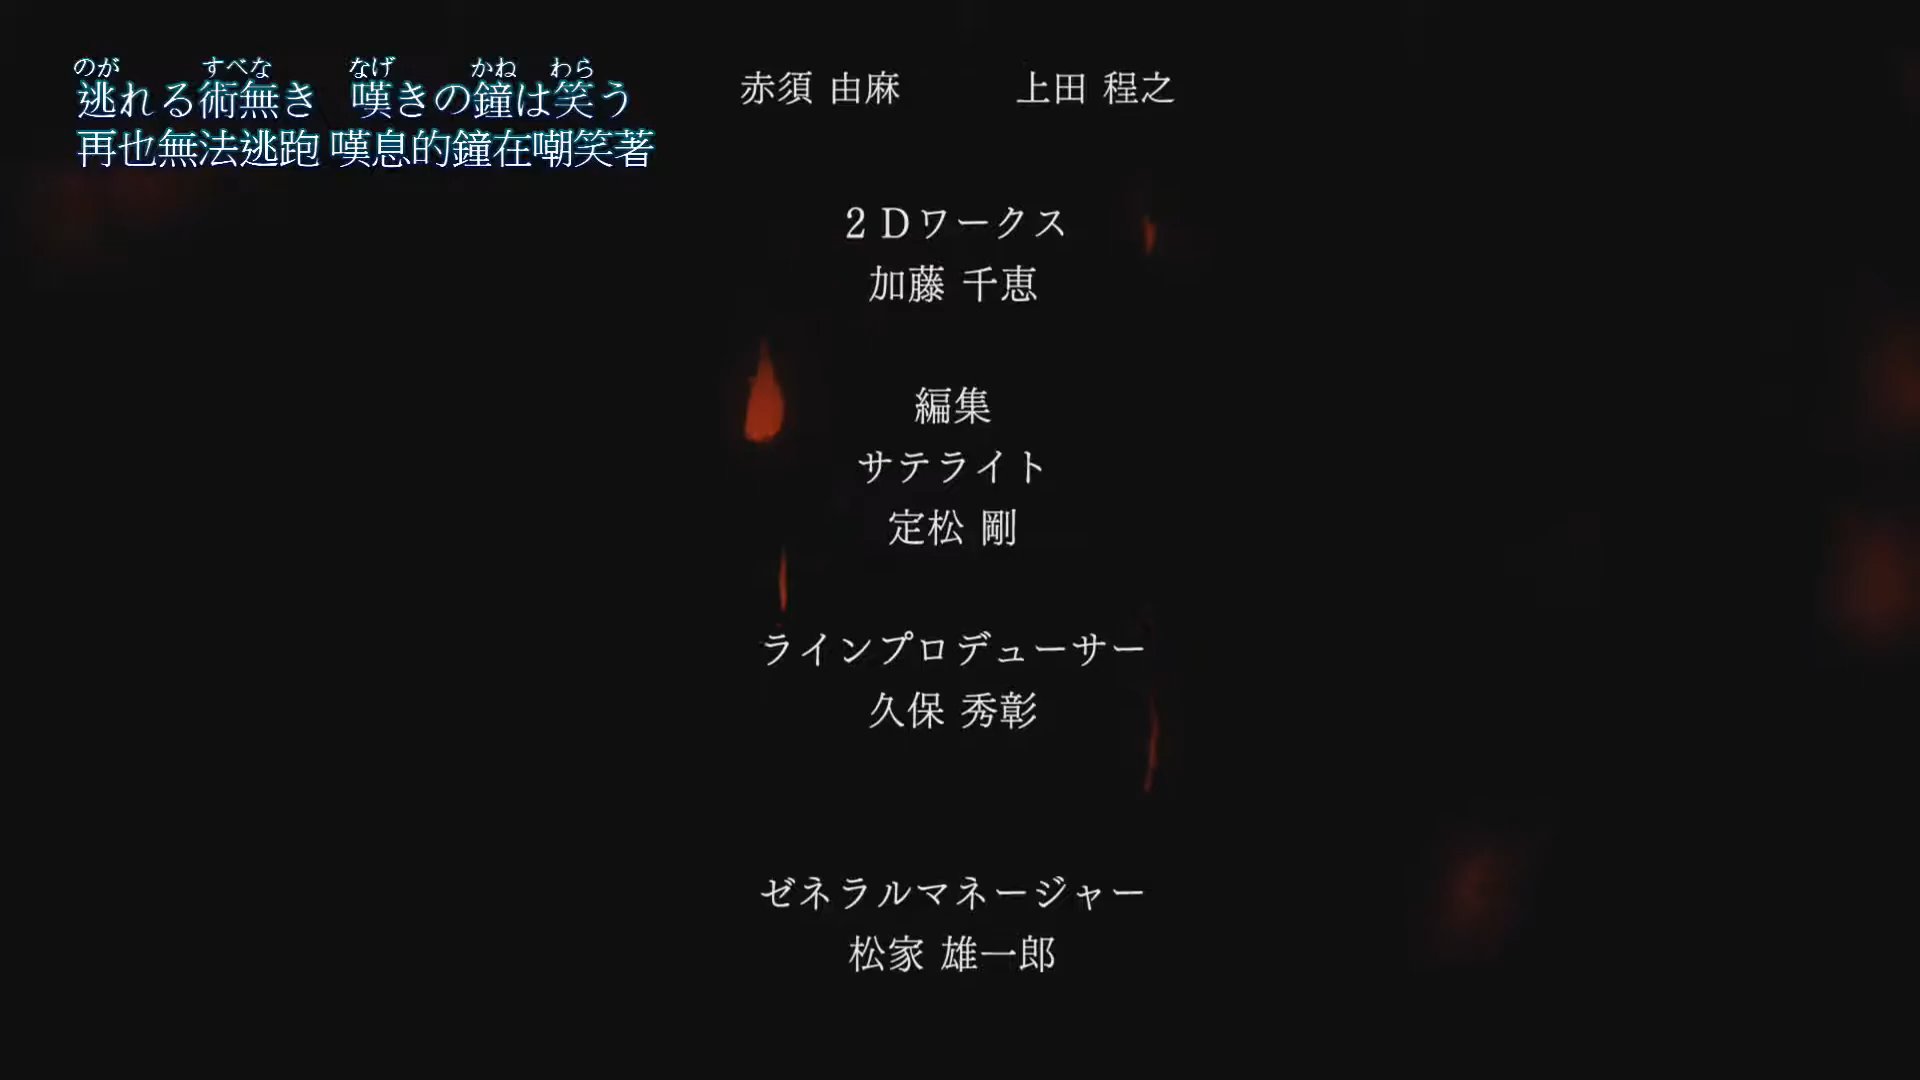 のが すべな なげ かね わら
逃れる術無き 嘆きの鐘は笑う
再也無法逃跑 嘆息的鐘在嘲笑著
赤須 由麻 上田 程之
２Ｄワークス
加藤 千恵
編集
サテライト
定松 剛
ラインプロデューサー
久保 秀彰
ゼネラルマネージャー
松家 雄一郎